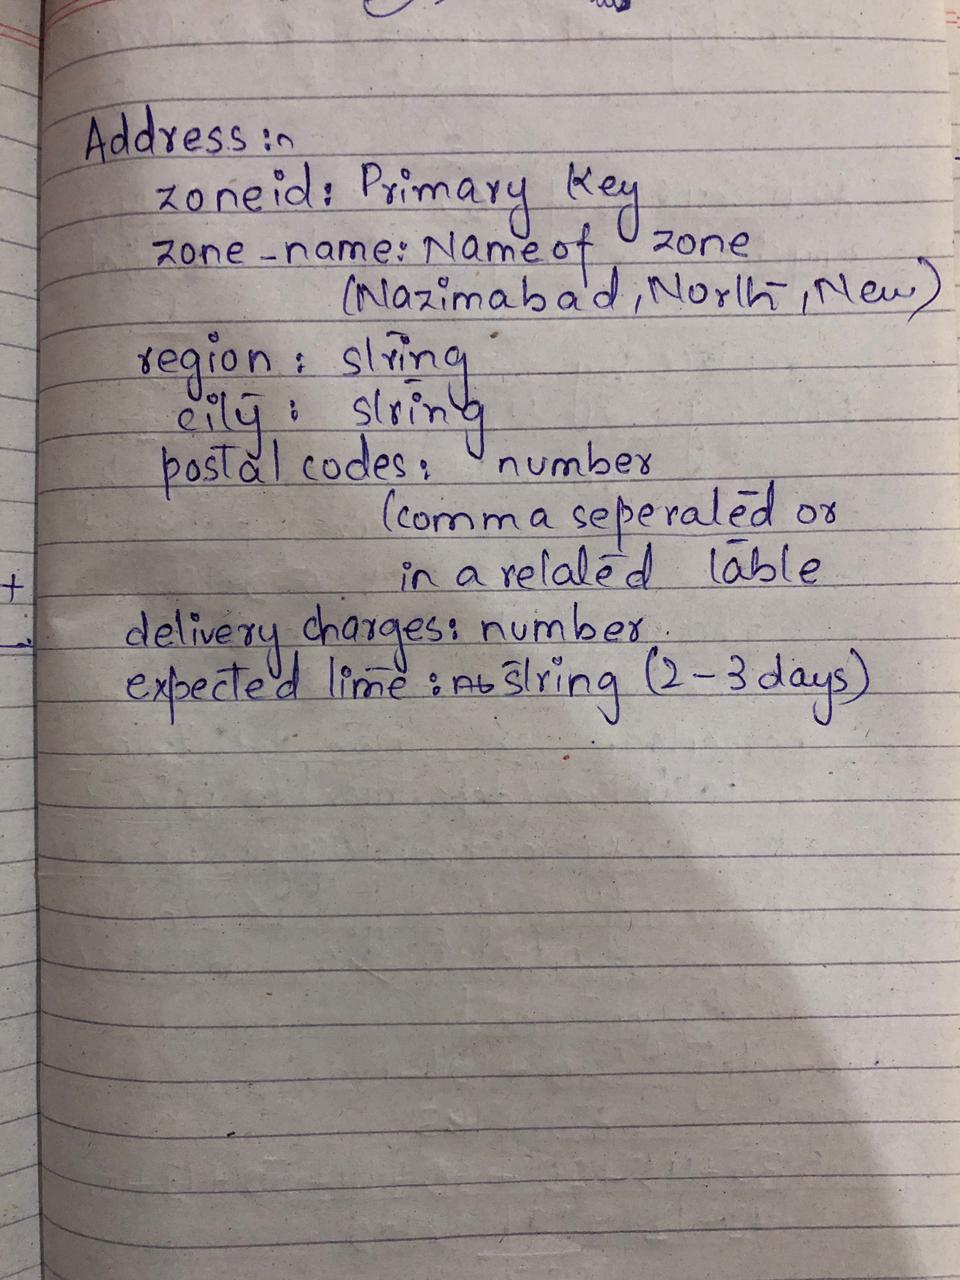 Address :
zoneid: Primary Key
zone-name: Name of zone
(Nazimabad, North, New)
region : string
city : string
postal codes: number
(comma seperated or
in a related table
delivery charges: number.
expected time : string (2-3 days)
+